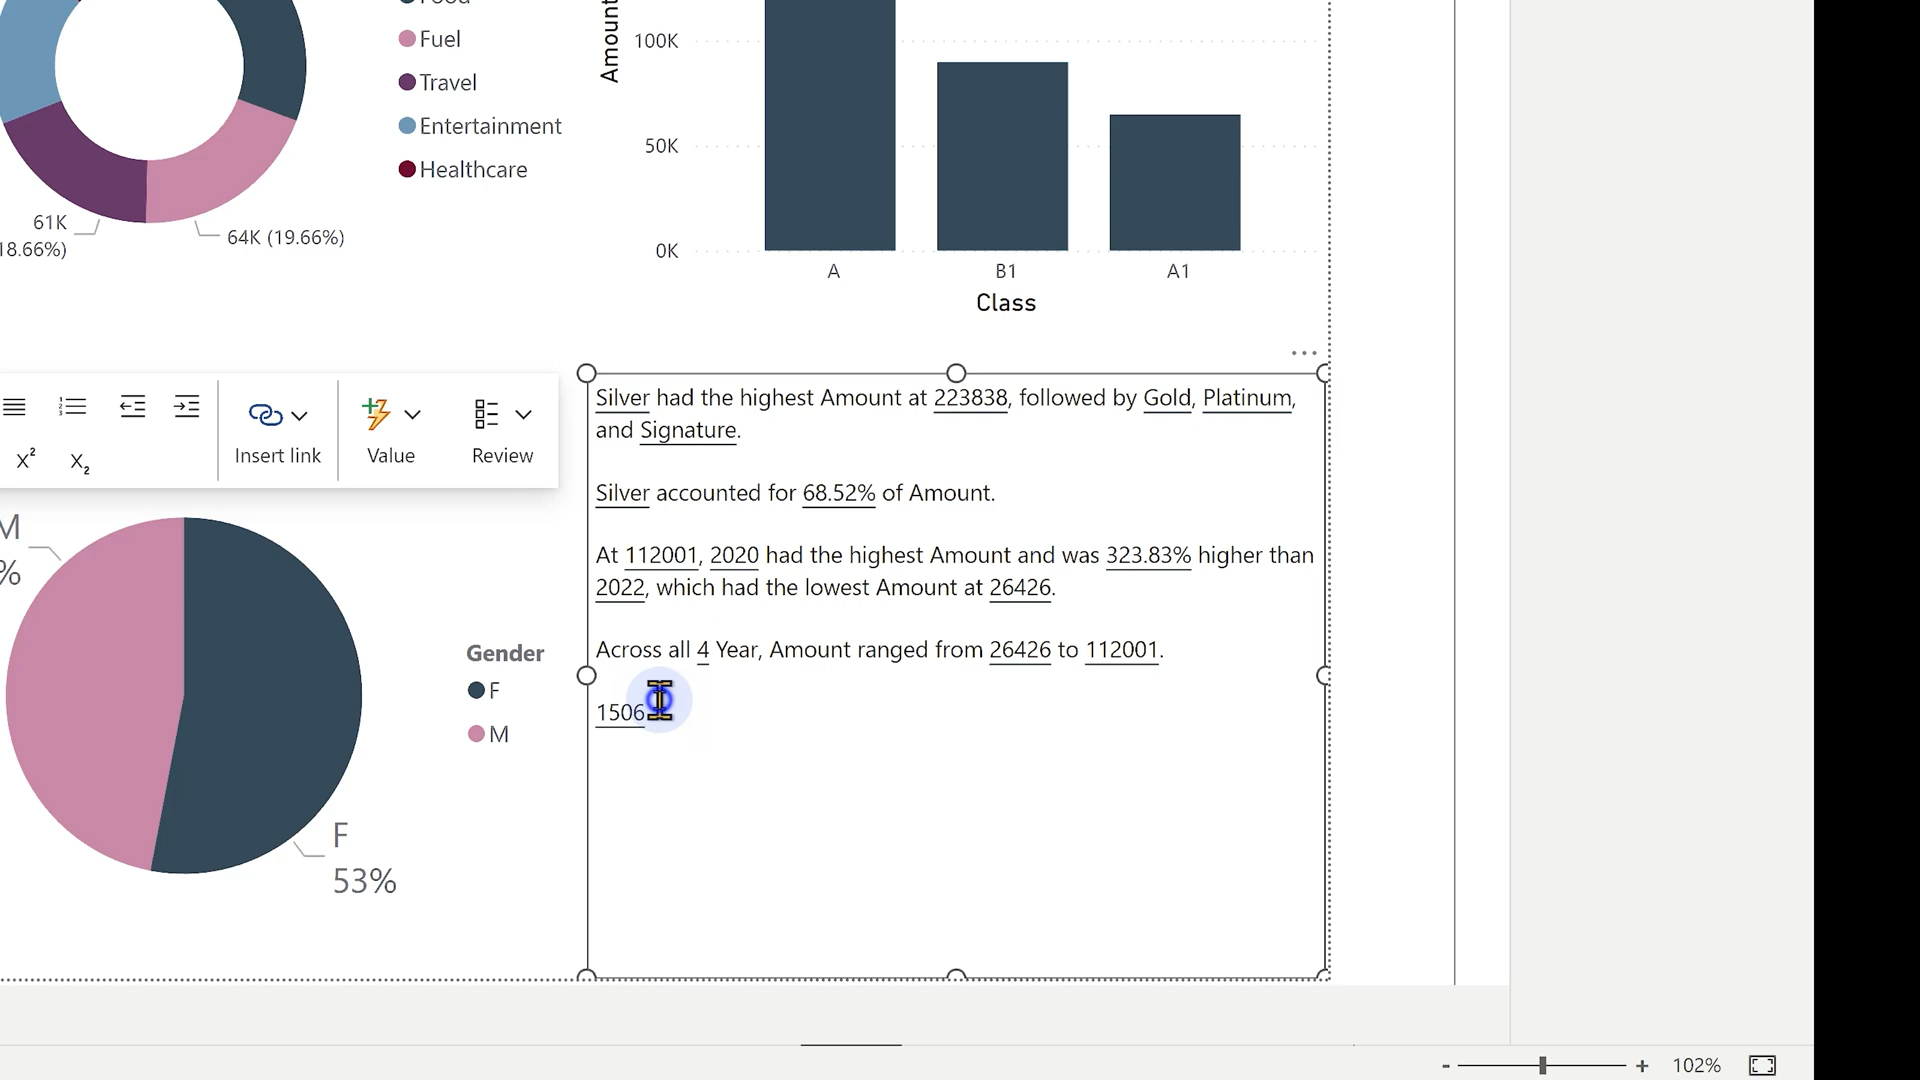 Fuel
Travel
Entertainment
Healthcare
61K
18.66%)
64K (19.66%)
Amount
100K
50K
0K
A
B1
A1
Class
Insert link
Value
Review
X²
X₂
Silver had the highest Amount at 223838, followed by Gold, Platinum,
and Signature.
Silver accounted for 68.52% of Amount.
At 112001, 2020 had the highest Amount and was 323.83% higher than
2022, which had the lowest Amount at 26426.
Across all 4 Year, Amount ranged from 26426 to 112001.
1506
M
%
F
53%
Gender
F
M
- + 102%